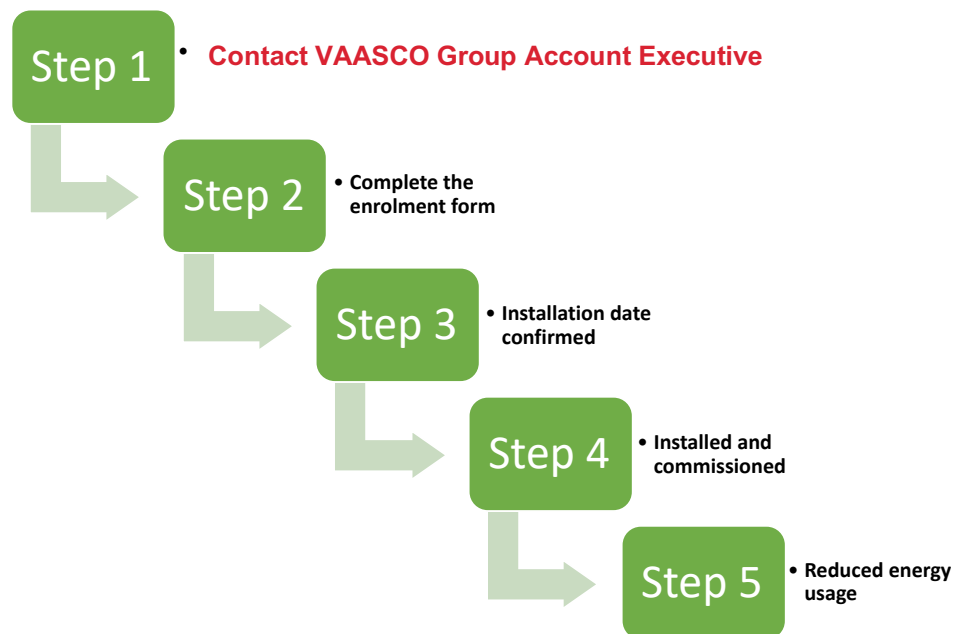 Step 1
• Contact VAASCO Group Account Executive
Step 2
• Complete the
enrolment form
Step 3
• Installation date
confirmed
Step 4
• Installed and
commissioned
Step 5
• Reduced energy
usage